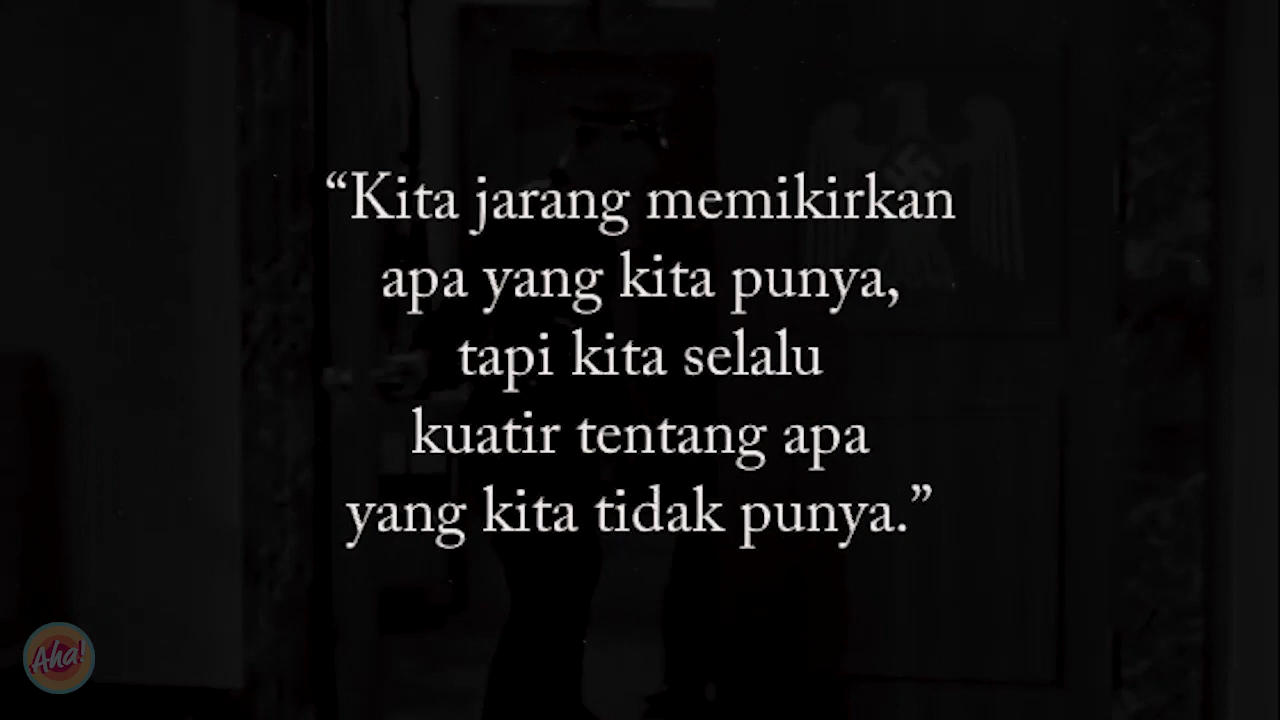 “Kita jarang memikirkan
apa yang kita punya,
tapi kita selalu
kuatir tentang apa
yang kita tidak punya.”
Aha!